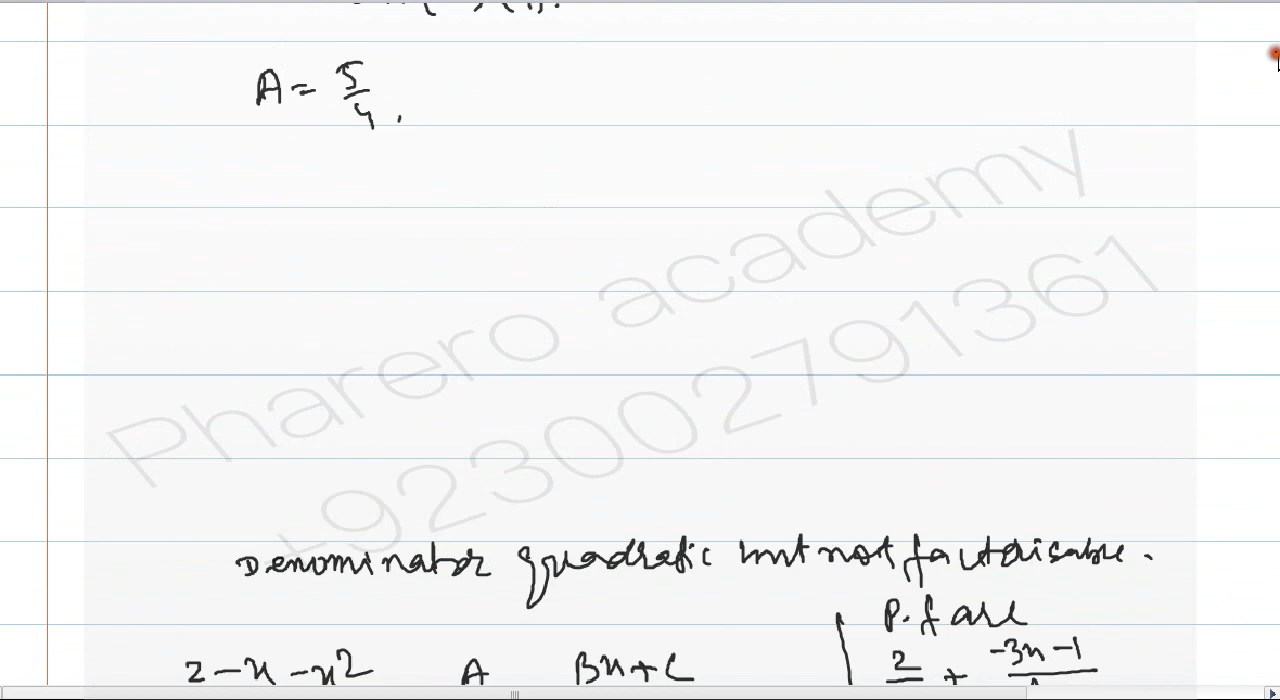 A = 5/4.
Pharero academy
+923002791361
Denominator quadratic but not factorisable.
P. f are
2 - x - x² A Bx + C
2 + -3x - 1